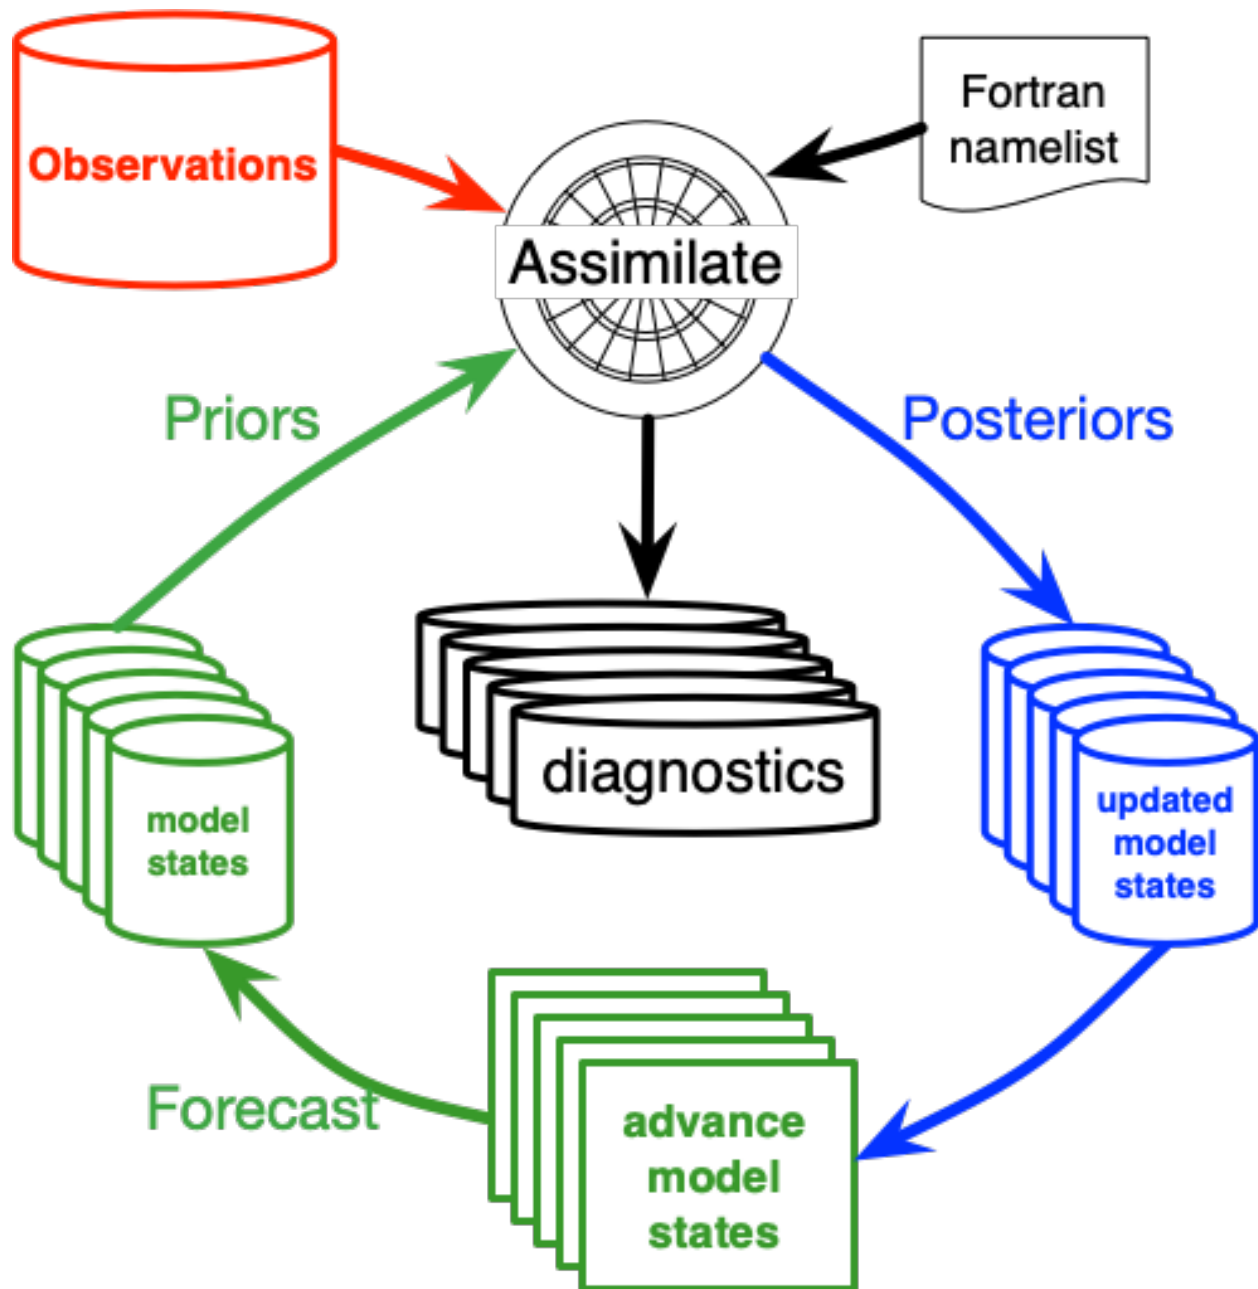 Observations
Fortran
namelist
Assimilate
Priors
Posteriors
diagnostics
model
states
updated
model
states
Forecast
advance
model
states